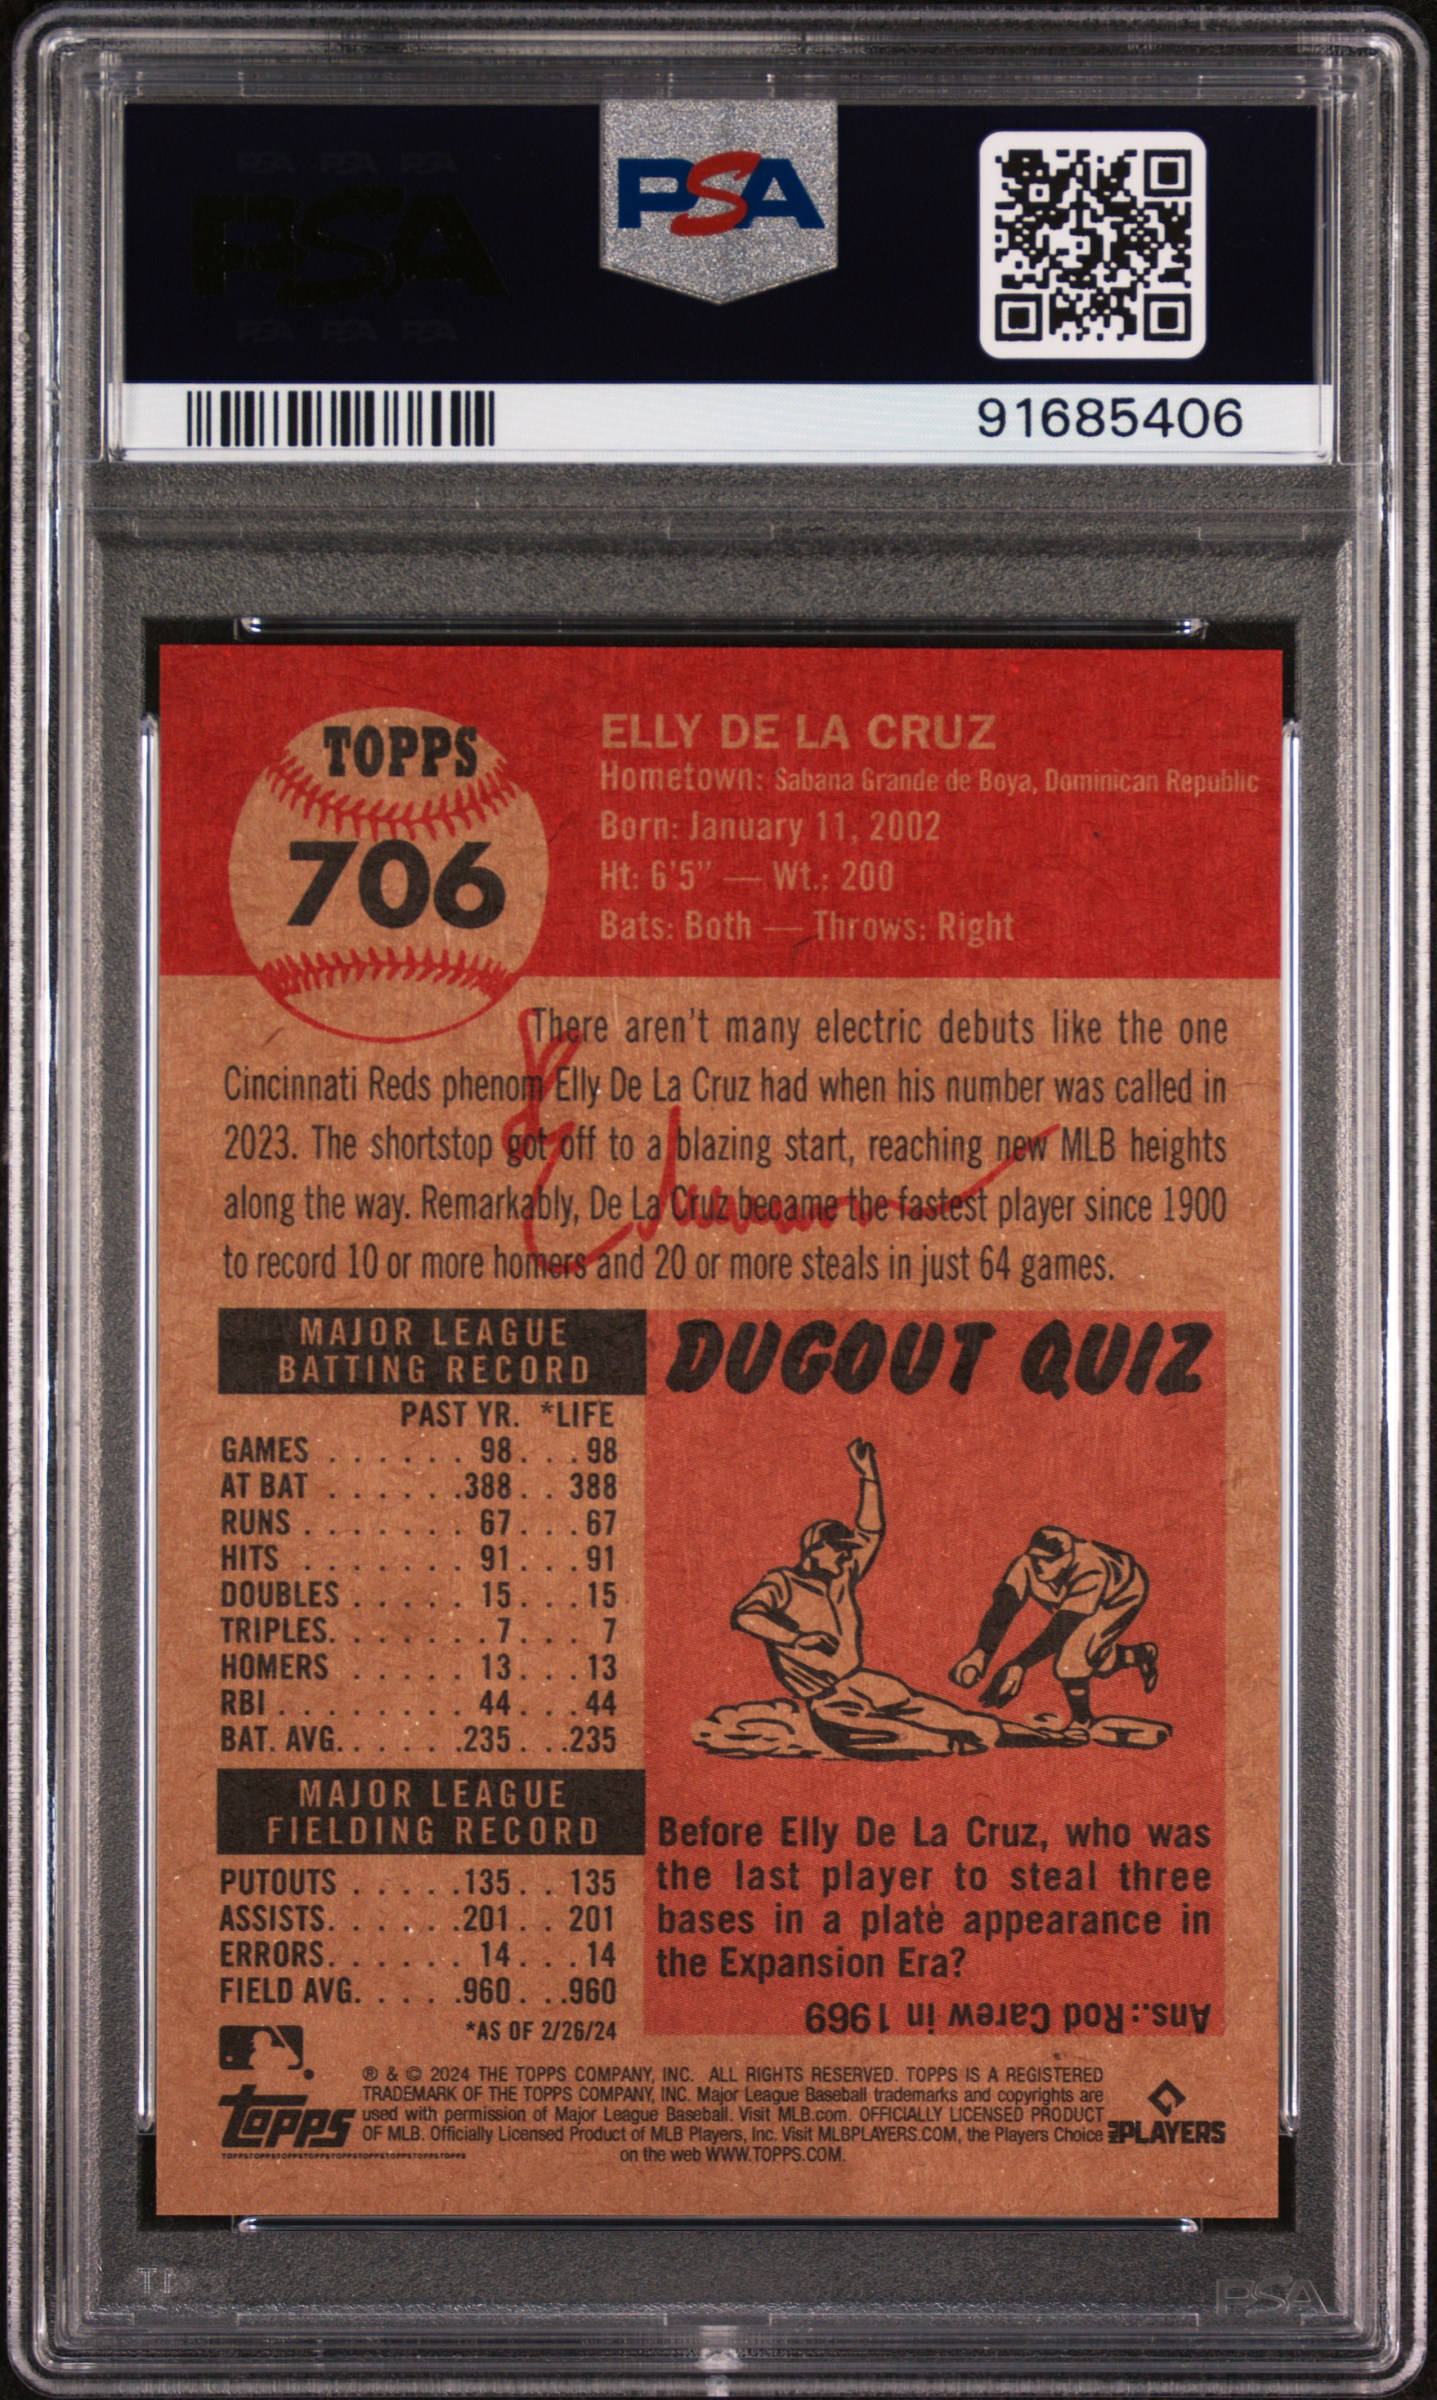 PSA PSA PSA
PSA
PSA PSA PSA
PSA
91685406
TOPPS
706
ELLY DE LA CRUZ
Hometown: Sabana Grande de Boya, Dominican Republic
Born: January 11, 2002
Ht: 6'5" — Wt.: 200
Bats: Both — Throws: Right
There aren't many electric debuts like the one
Cincinnati Reds phenom Elly De La Cruz had when his number was called in
2023. The shortstop got off to a blazing start, reaching new MLB heights
along the way. Remarkably, De La Cruz became the fastest player since 1900
to record 10 or more homers and 20 or more steals in just 64 games.
MAJOR LEAGUE
BATTING RECORD
PAST YR. *LIFE
GAMES . . . . . . 98. . .98
AT BAT . . . . . .388. . 388
RUNS . . . . . . . 67. . .67
HITS . . . . . . . 91. . .91
DOUBLES . . . . . 15. . .15
TRIPLES. . . . . . .7. . . 7
HOMERS . . . . . 13. . .13
RBI . . . . . . . . 44. . .44
BAT. AVG. . . . . .235. . .235
MAJOR LEAGUE
FIELDING RECORD
PUTOUTS . . . . .135. . 135
ASSISTS. . . . . .201. . 201
ERRORS. . . . . . 14. . .14
FIELD AVG. . . . .960. . .960
*AS OF 2/26/24
DUGOUT QUIZ
Before Elly De La Cruz, who was
the last player to steal three
bases in a plate appearance in
the Expansion Era?
Ans.: Rod Carew in 1969
Topps
TOPPSTOPPSTOPPSTOPPSTOPPSTOPPSTOPPSTOPPSTOPPS
® & © 2024 THE TOPPS COMPANY, INC. ALL RIGHTS RESERVED. TOPPS IS A REGISTERED
TRADEMARK OF THE TOPPS COMPANY, INC. Major League Baseball trademarks and copyrights are
used with permission of Major League Baseball. Visit MLB.com. OFFICIALLY LICENSED PRODUCT
OF MLB. Officially Licensed Product of MLB Players, Inc. Visit MLBPLAYERS.COM, the Players Choice
on the web WWW.TOPPS.COM.
MLB PLAYERS
PSA